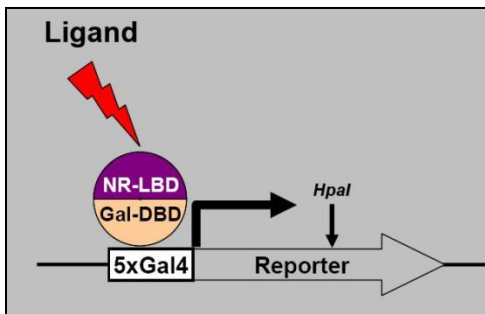 Ligand
NR-LBD
Gal-DBD
HpaI
5xGal4
Reporter